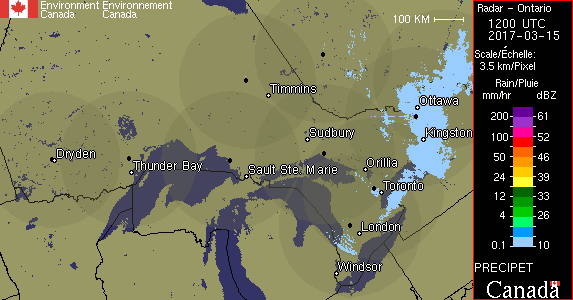 Environment Environnement
Canada Canada
100 KM
Timmins
Ottawa
Sudbury
Kingston
Dryden
Thunder Bay
Sault Ste. Marie
Orillia
Toronto
London
Windsor
Radar - Ontario
1200 UTC
2017-03-15
Scale/Échelle:
3.5 km/Pixel
Rain/Pluie
mm/hr dBZ
200 61
100 52
50 46
24 39
12 33
4 26
0.1 10
PRECIPET
Canada